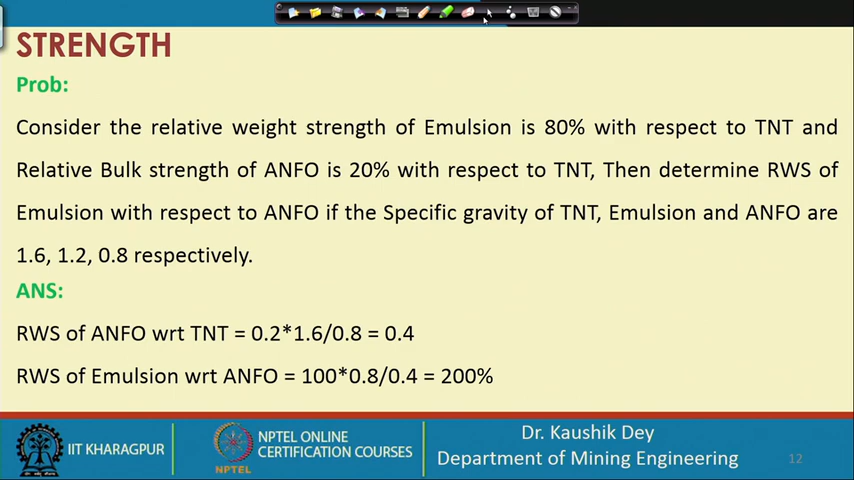 STRENGTH
Prob:
Consider the relative weight strength of Emulsion is 80% with respect to TNT and
Relative Bulk strength of ANFO is 20% with respect to TNT, Then determine RWS of
Emulsion with respect to ANFO if the Specific gravity of TNT, Emulsion and ANFO are
1.6, 1.2, 0.8 respectively.
ANS:
RWS of ANFO wrt TNT = 0.2*1.6/0.8 = 0.4
RWS of Emulsion wrt ANFO = 100*0.8/0.4 = 200%
IIT KHARAGPUR
NPTEL
NPTEL ONLINE
CERTIFICATION COURSES
Dr. Kaushik Dey
Department of Mining Engineering
12